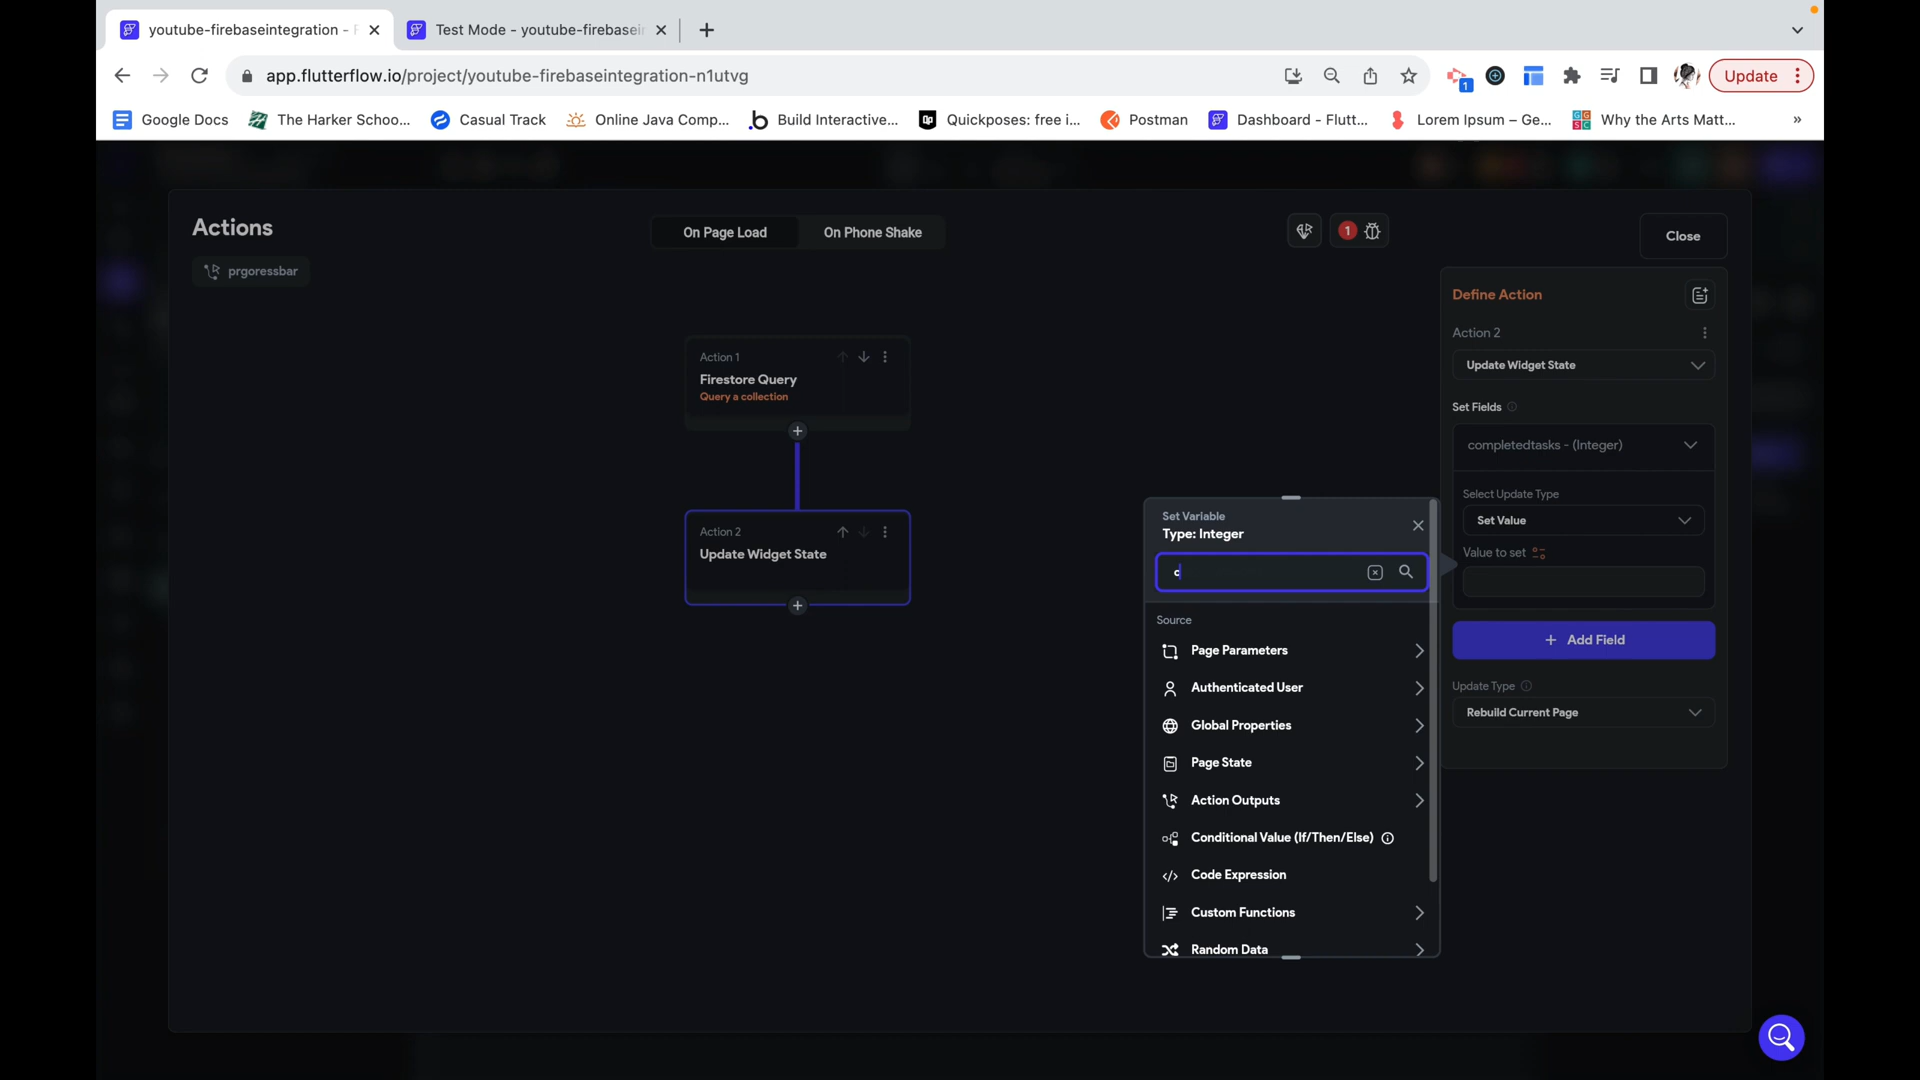 youtube-firebaseintegration - F
Test Mode - youtube-firebasein
app.flutterflow.io/project/youtube-firebaseintegration-n1utvg
1
Update
Google Docs
The Harker Schoo...
Casual Track
Online Java Comp...
Build Interactive...
Quickposes: free i...
Postman
Dashboard - Flutt...
Lorem Ipsum – Ge...
Why the Arts Matt...
»
Actions
On Page Load
On Phone Shake
1
Close
prgoressbar
Define Action
Action 2
Update Widget State
Set Fields
completedtasks - (Integer)
Select Update Type
Set Value
Value to set
+ Add Field
Update Type
Rebuild Current Page
Action 1
Firestore Query
Query a collection
Action 2
Update Widget State
Set Variable
Type: Integer
c
Source
Page Parameters
Authenticated User
Global Properties
Page State
Action Outputs
Conditional Value (If/Then/Else)
Code Expression
Custom Functions
Random Data